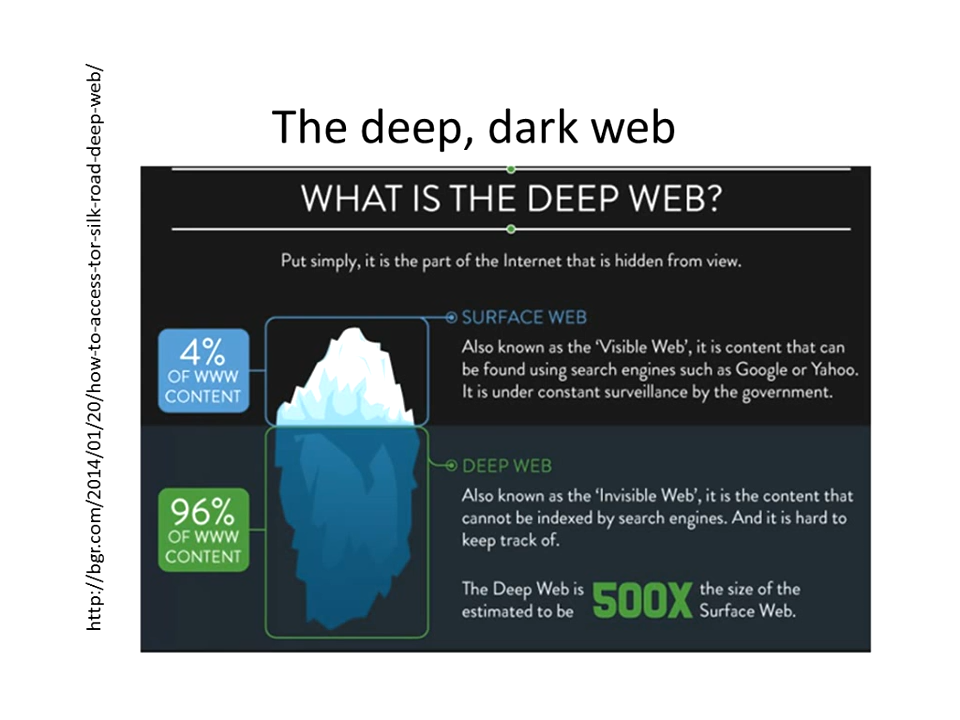 The deep, dark web
http://bgr.com/2014/01/20/how-to-access-tor-silk-road-deep-web/
WHAT IS THE DEEP WEB?
Put simply, it is the part of the Internet that is hidden from view.
4%
OF WWW
CONTENT
SURFACE WEB
Also known as the ‘Visible Web’, it is content that can
be found using search engines such as Google or Yahoo.
It is under constant surveillance by the government.
96%
OF WWW
CONTENT
DEEP WEB
Also known as the ‘Invisible Web’, it is the content that
cannot be indexed by search engines. And it is hard to
keep track of.
The Deep Web is
estimated to be
500X
the size of the
Surface Web.